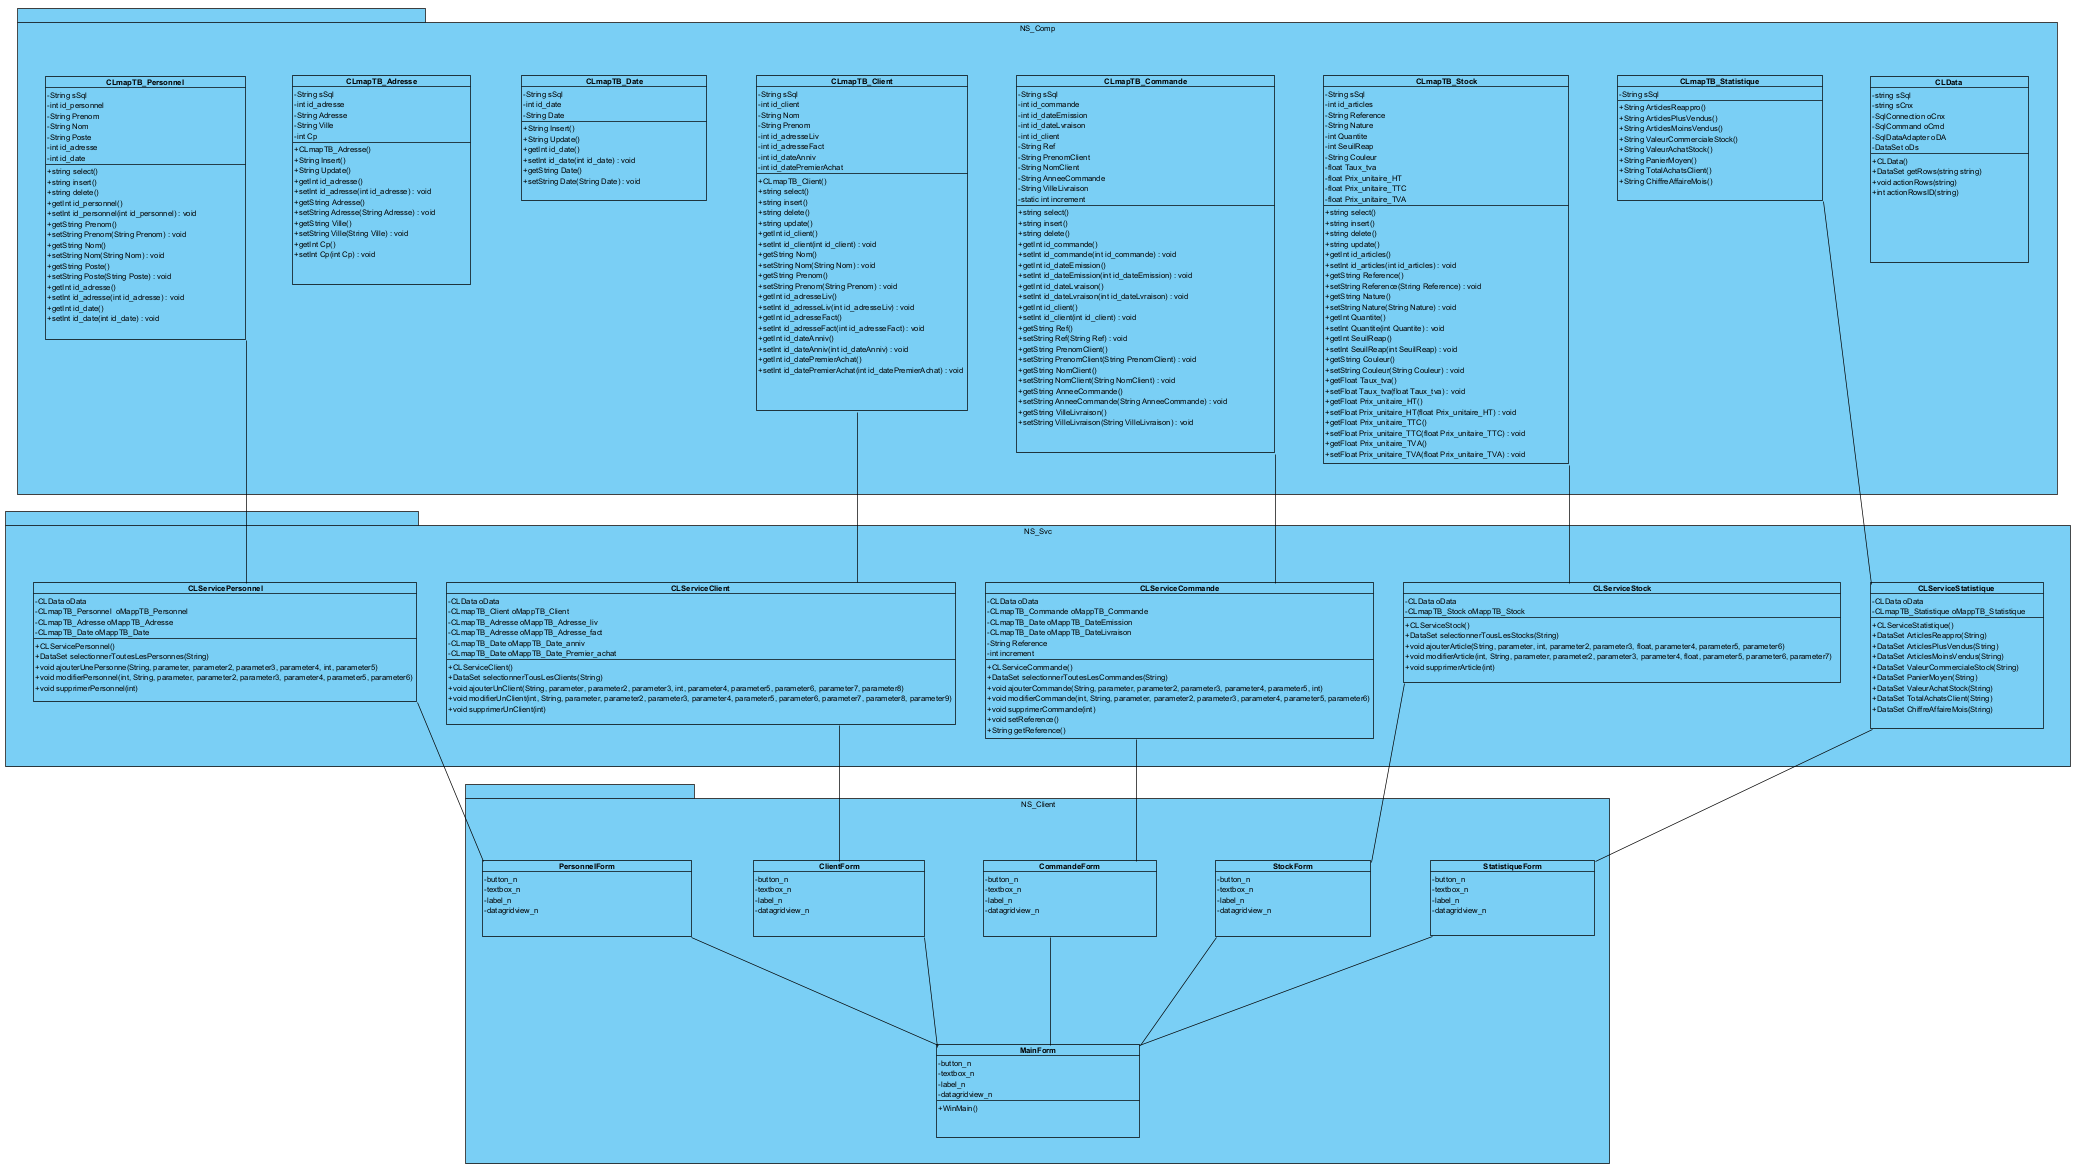 NS_Comp
CLmapTB_Personnel
-String sSql
-int id_personnel
-String Prenom
-String Nom
-String Poste
-int id_adresse
-int id_date
+string select()
+string insert()
+string delete()
+getInt id_personnel()
+setInt id_personnel(int id_personnel) : void
+getString Prenom()
+setString Prenom(String Prenom) : void
+getString Nom()
+setString Nom(String Nom) : void
+getString Poste()
+setString Poste(String Poste) : void
+getInt id_adresse()
+setInt id_adresse(int id_adresse) : void
+getInt id_date()
+setInt id_date(int id_date) : void
CLmapTB_Adresse
-String sSql
-int id_adresse
-String Adresse
-String Ville
-int Cp
+CLmapTB_Adresse()
+String Insert()
+String Update()
+getInt id_adresse()
+setInt id_adresse(int id_adresse) : void
+getString Adresse()
+setString Adresse(String Adresse) : void
+getString Ville()
+setString Ville(String Ville) : void
+getInt Cp()
+setInt Cp(int Cp) : void
CLmapTB_Date
-String sSql
-int id_date
-String Date
+String Insert()
+String Update()
+getInt id_date()
+setInt id_date(int id_date) : void
+getString Date()
+setString Date(String Date) : void
CLmapTB_Client
-String sSql
-int id_client
-String Nom
-String Prenom
-int id_adresseLiv
-int id_adresseFact
-int id_dateAnniv
-int id_datePremierAchat
+CLmapTB_Client()
+string select()
+string insert()
+string delete()
+string update()
+getInt id_client()
+setInt id_client(int id_client) : void
+getString Nom()
+setString Nom(String Nom) : void
+getString Prenom()
+setString Prenom(String Prenom) : void
+getInt id_adresseLiv()
+setInt id_adresseLiv(int id_adresseLiv) : void
+getInt id_adresseFact()
+setInt id_adresseFact(int id_adresseFact) : void
+getInt id_dateAnniv()
+setInt id_dateAnniv(int id_dateAnniv) : void
+getInt id_datePremierAchat()
+setInt id_datePremierAchat(int id_datePremierAchat) : void
CLmapTB_Commande
-String sSql
-int id_commande
-int id_dateEmission
-int id_dateLvraison
-int id_client
-String Ref
-String PrenomClient
-String NomClient
-String AnneeCommande
-String VilleLivraison
-static int increment
+string select()
+string insert()
+string delete()
+getInt id_commande()
+setInt id_commande(int id_commande) : void
+getInt id_dateEmission()
+setInt id_dateEmission(int id_dateEmission) : void
+getInt id_dateLvraison()
+setInt id_dateLvraison(int id_dateLvraison) : void
+getInt id_client()
+setInt id_client(int id_client) : void
+getString Ref()
+setString Ref(String Ref) : void
+getString PrenomClient()
+setString PrenomClient(String PrenomClient) : void
+getString NomClient()
+setString NomClient(String NomClient) : void
+getString AnneeCommande()
+setString AnneeCommande(String AnneeCommande) : void
+getString VilleLivraison()
+setString VilleLivraison(String VilleLivraison) : void
CLmapTB_Stock
-String sSql
-int id_articles
-String Reference
-String Nature
-int Quantite
-int SeuilReap
-String Couleur
-float Taux_tva
-float Prix_unitaire_HT
-float Prix_unitaire_TTC
-float Prix_unitaire_TVA
+string select()
+string insert()
+string delete()
+string update()
+getInt id_articles()
+setInt id_articles(int id_articles) : void
+getString Reference()
+setString Reference(String Reference) : void
+getString Nature()
+setString Nature(String Nature) : void
+getInt Quantite()
+setInt Quantite(int Quantite) : void
+getInt SeuilReap()
+setInt SeuilReap(int SeuilReap) : void
+getString Couleur()
+setString Couleur(String Couleur) : void
+getFloat Taux_tva()
+setFloat Taux_tva(float Taux_tva) : void
+getFloat Prix_unitaire_HT()
+setFloat Prix_unitaire_HT(float Prix_unitaire_HT) : void
+getFloat Prix_unitaire_TTC()
+setFloat Prix_unitaire_TTC(float Prix_unitaire_TTC) : void
+getFloat Prix_unitaire_TVA()
+setFloat Prix_unitaire_TVA(float Prix_unitaire_TVA) : void
CLmapTB_Statistique
-String sSql
+String ArticlesReappro()
+String ArticlesPlusVendus()
+String ArticlesMoinsVendus()
+String ValeurCommercialeStock()
+String ValeurAchatStock()
+String PanierMoyen()
+String TotalAchatsClient()
+String ChiffreAffaireMois()
CLData
-string sSql
-string sCnx
-SqlConnection oCnx
-SqlCommand oCmd
-SqlDataAdapter oDA
-DataSet oDs
+CLData()
+DataSet getRows(string string)
+void actionRows(string)
+int actionRowsID(string)
NS_Svc
CLServicePersonnel
-CLData oData
-CLmapTB_Personnel oMappTB_Personnel
-CLmapTB_Adresse oMappTB_Adresse
-CLmapTB_Date oMappTB_Date
+CLServicePersonnel()
+DataSet selectionnerToutesLesPersonnes(String)
+void ajouterUnePersonne(String, parameter, parameter2, parameter3, parameter4, int, parameter5)
+void modifierPersonnel(int, String, parameter, parameter2, parameter3, parameter4, parameter5, parameter6)
+void supprimerPersonnel(int)
CLServiceClient
-CLData oData
-CLmapTB_Client oMappTB_Client
-CLmapTB_Adresse oMappTB_Adresse_liv
-CLmapTB_Adresse oMappTB_Adresse_fact
-CLmapTB_Date oMappTB_Date_anniv
-CLmapTB_Date oMappTB_Date_Premier_achat
+CLServiceClient()
+DataSet selectionnerTousLesClients(String)
+void ajouterUnClient(String, parameter, parameter2, parameter3, int, parameter4, parameter5, parameter6, parameter7, parameter8)
+void modifierUnClient(int, String, parameter, parameter2, parameter3, parameter4, parameter5, parameter6, parameter7, parameter8, parameter9)
+void supprimerUnClient(int)
CLServiceCommande
-CLData oData
-CLmapTB_Commande oMappTB_Commande
-CLmapTB_Date oMappTB_DateEmission
-CLmapTB_Date oMappTB_DateLivraison
-String Reference
-int increment
+CLServiceCommande()
+DataSet selectionnerToutesLesCommandes(String)
+void ajouterCommande(String, parameter, parameter2, parameter3, parameter4, parameter5, int)
+void modifierCommande(int, String, parameter, parameter2, parameter3, parameter4, parameter5, parameter6)
+void supprimerCommande(int)
+void setReference()
+String getReference()
CLServiceStock
-CLData oData
-CLmapTB_Stock oMappTB_Stock
+CLServiceStock()
+DataSet selectionnerTousLesStocks(String)
+void ajouterArticle(String, parameter, int, parameter2, parameter3, float, parameter4, parameter5, parameter6)
+void modifierArticle(int, String, parameter, parameter2, parameter3, parameter4, float, parameter5, parameter6, parameter7)
+void supprimerArticle(int)
CLServiceStatistique
-CLData oData
-CLmapTB_Statistique oMappTB_Statistique
+CLServiceStatistique()
+DataSet ArticlesReappro(String)
+DataSet ArticlesPlusVendus(String)
+DataSet ArticlesMoinsVendus(String)
+DataSet ValeurCommercialeStock(String)
+DataSet PanierMoyen(String)
+DataSet ValeurAchatStock(String)
+DataSet TotalAchatsClient(String)
+DataSet ChiffreAffaireMois(String)
NS_Client
PersonnelForm
-button_n
-textbox_n
-label_n
-datagridview_n
ClientForm
-button_n
-textbox_n
-label_n
-datagridview_n
CommandeForm
-button_n
-textbox_n
-label_n
-datagridview_n
StockForm
-button_n
-textbox_n
-label_n
-datagridview_n
StatistiqueForm
-button_n
-textbox_n
-label_n
-datagridview_n
MainForm
-button_n
-textbox_n
-label_n
-datagridview_n
+WinMain()